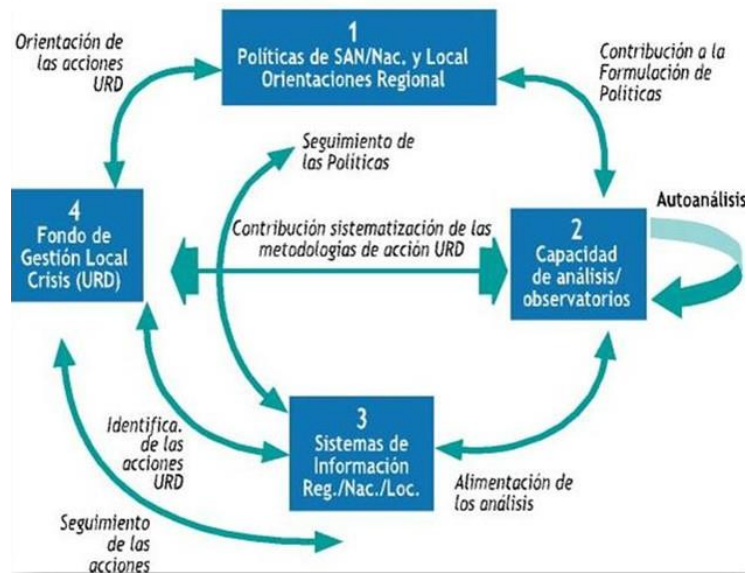 Orientación de
las acciones
URD
1
Políticas de SAN/Nac. y Local
Orientaciones Regional
Contribución a la
Formulación de
Políticas
Seguimiento de
las Políticas
4
Fondo de
Gestión Local
Crisis (URD)
Contribución sistematización de las
metodologias de acción URD
2
Capacidad
de análisis/
observatorios
Autoanálisis
3
Sistemas de
Información
Reg./Nac./Loc.
Identifica.
de las
acciones
URD
Alimentación de
los análisis
Seguimiento
de las
acciones